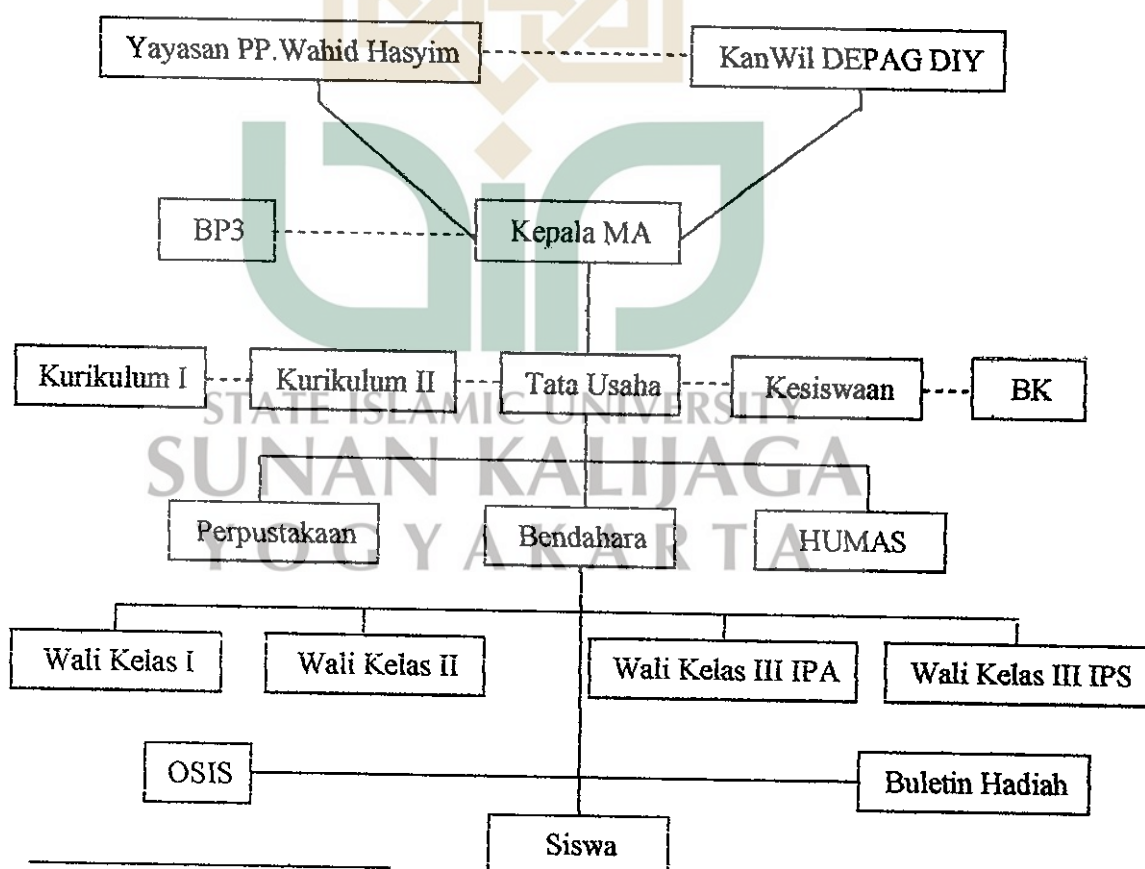 Yayasan PP.Wahid Hasyim
KanWil DEPAG DIY
BP3
Kepala MA
Kurikulum I
Kurikulum II
Tata Usaha
Kesiswaan
BK
STATE ISLAMIC UNIVERSITY
SUNAN KALIJAGA
YOGYAKARTA
Perpustakaan
Bendahara
HUMAS
Wali Kelas I
Wali Kelas II
Wali Kelas III IPA
Wali Kelas III IPS
OSIS
Buletin Hadiah
Siswa